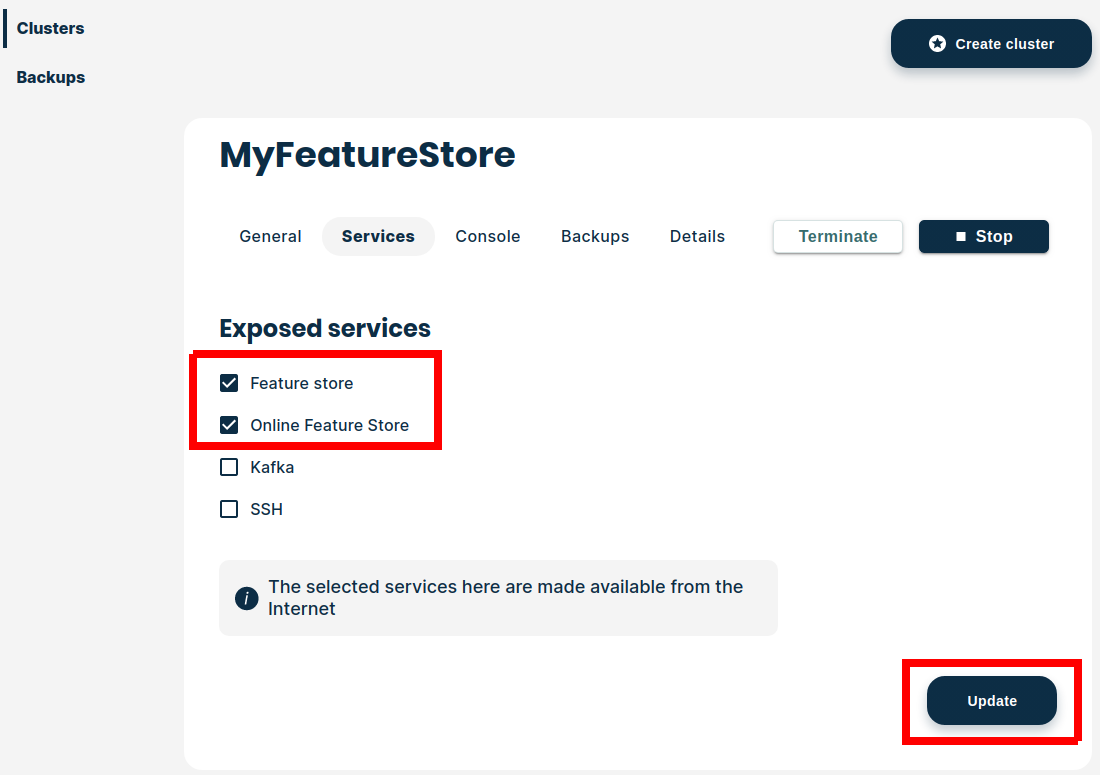 Clusters
Create cluster
Backups
MyFeatureStore
General Services Console Backups Details Terminate Stop
Exposed services
Feature store
Online Feature Store
Kafka
SSH
The selected services here are made available from the
Internet
Update